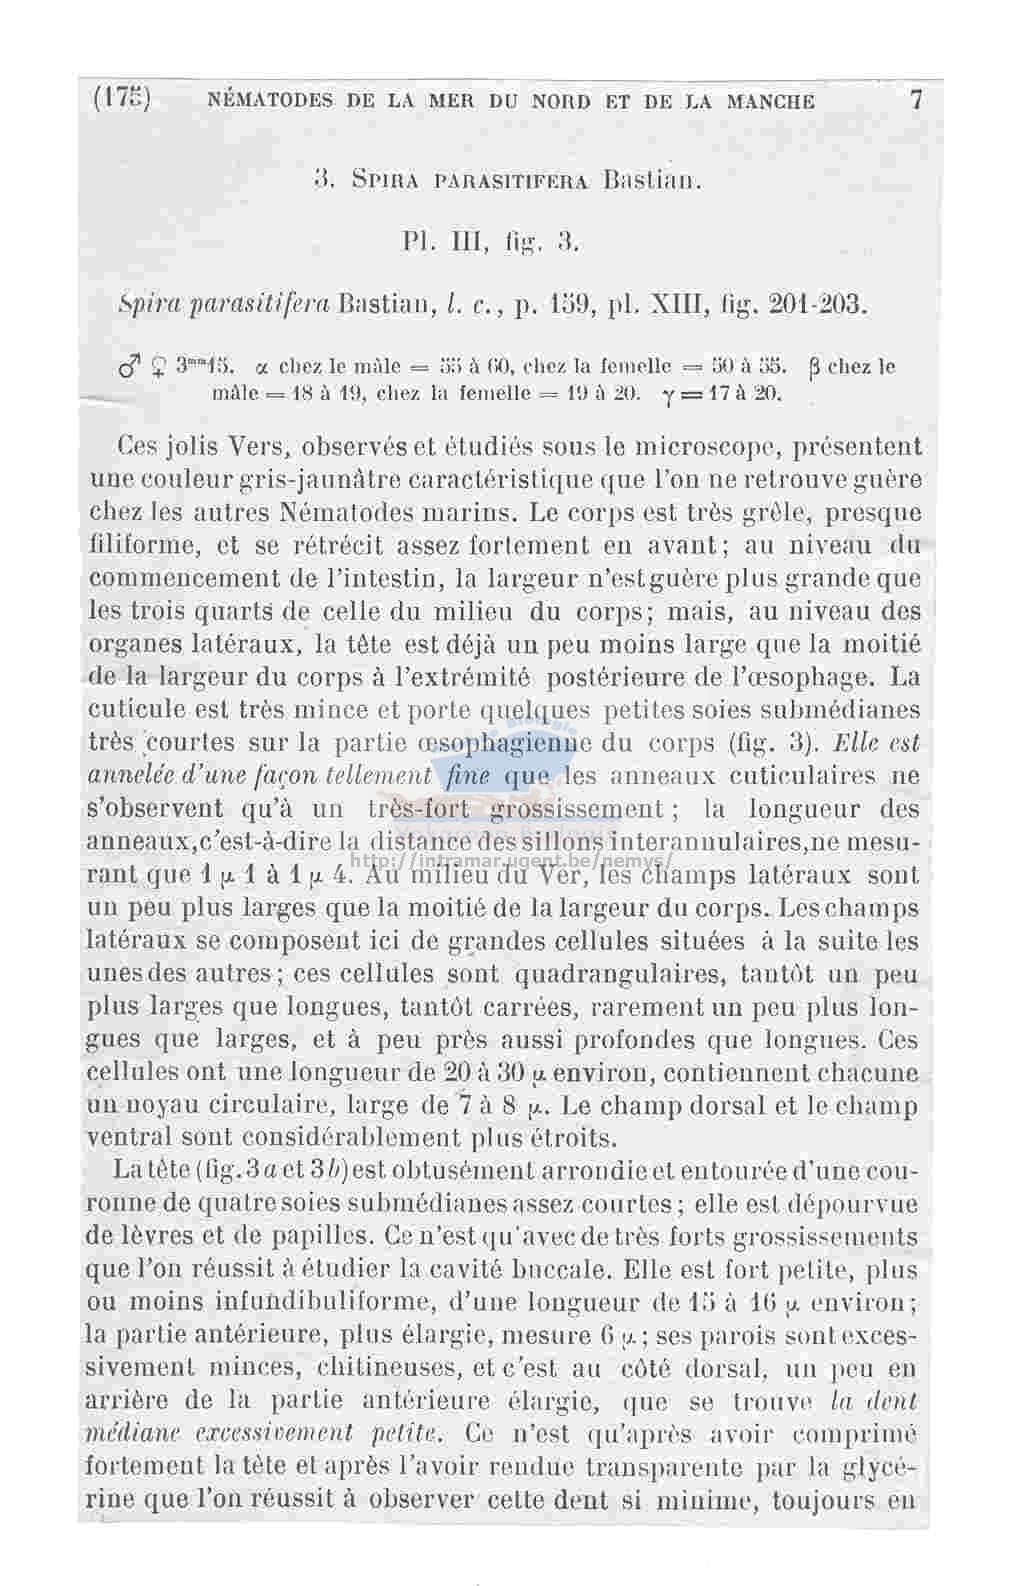 (175) NÉMATODES DE LA MER DU NORD ET DE LA MANCHE 7
3. SPIRA PARASITIFERA Bastian.
Pl. III, fig. 3.
Spira parasitifera Bastian, l. c., p. 159, pl. XIII, fig. 201-203.
♂ ♀ 3mm15. α chez le mâle = 55 à 60, chez la femelle = 50 à 55. β chez le
mâle = 18 à 19, chez la femelle = 19 à 20. γ = 17 à 20.
Ces jolis Vers, observés et étudiés sous le microscope, présentent
une couleur gris-jaunâtre caractéristique que l'on ne retrouve guère
chez les autres Nématodes marins. Le corps est très grêle, presque
filiforme, et se rétrécit assez fortement en avant; au niveau du
commencement de l'intestin, la largeur n'est guère plus grande que
les trois quarts de celle du milieu du corps; mais, au niveau des
organes latéraux, la tête est déjà un peu moins large que la moitié
de la largeur du corps à l'extrémité postérieure de l'œsophage. La
cuticule est très mince et porte quelques petites soies submédianes
très courtes sur la partie œsophagienne du corps (fig. 3). Elle est
annelée d'une façon tellement fine que les anneaux cuticulaires ne
s'observent qu'à un très-fort grossissement; la longueur des
anneaux, c'est-à-dire la distance des sillons interannulaires, ne mesu-
http://intramar.ugent.be/nemys/
rant que 1 μ 1 à 1 μ 4. Au milieu du Ver, les champs latéraux sont
un peu plus larges que la moitié de la largeur du corps. Les champs
latéraux se composent ici de grandes cellules situées à la suite les
unes des autres; ces cellules sont quadrangulaires, tantôt un peu
plus larges que longues, tantôt carrées, rarement un peu plus lon-
gues que larges, et à peu près aussi profondes que longues. Ces
cellules ont une longueur de 20 à 30 μ environ, contiennent chacune
un noyau circulaire, large de 7 à 8 μ. Le champ dorsal et le champ
ventral sont considérablement plus étroits.
La tête (fig. 3 a et 3 b) est obtusément arrondie et entourée d'une cou-
ronne de quatre soies submédianes assez courtes; elle est dépourvue
de lèvres et de papilles. Ce n'est qu'avec de très forts grossissements
que l'on réussit à étudier la cavité buccale. Elle est fort petite, plus
ou moins infundibuliforme, d'une longueur de 15 à 16 μ environ;
la partie antérieure, plus élargie, mesure 6 μ; ses parois sont exces-
sivement minces, chitineuses, et c'est au côté dorsal, un peu en
arrière de la partie antérieure élargie, que se trouve la dent
médiane excessivement petite. Ce n'est qu'après avoir comprimé
fortement la tête et après l'avoir rendue transparente par la glycé-
rine que l'on réussit à observer cette dent si minime, toujours en